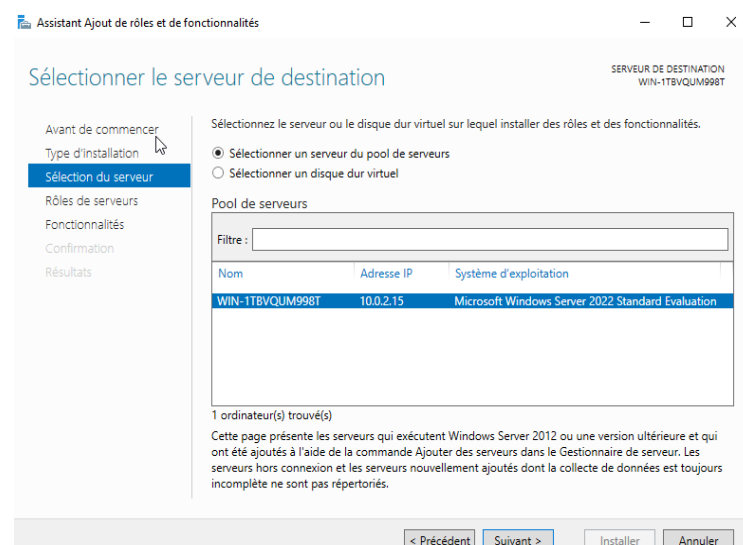 Assistant Ajout de rôles et de fonctionnalités
Sélectionner le serveur de destination
SERVEUR DE DESTINATION
WIN-1TBVQUM998T
Avant de commencer
Type d'installation
Sélection du serveur
Rôles de serveurs
Fonctionnalités
Confirmation
Résultats
Sélectionnez le serveur ou le disque dur virtuel sur lequel installer des rôles et des fonctionnalités.
Sélectionner un serveur du pool de serveurs
Sélectionner un disque dur virtuel
Pool de serveurs
Filtre :
Nom Adresse IP Système d'exploitation
WIN-1TBVQUM998T 10.0.2.15 Microsoft Windows Server 2022 Standard Evaluation
1 ordinateur(s) trouvé(s)
Cette page présente les serveurs qui exécutent Windows Server 2012 ou une version ultérieure et qui
ont été ajoutés à l'aide de la commande Ajouter des serveurs dans le Gestionnaire de serveur. Les
serveurs hors connexion et les serveurs nouvellement ajoutés dont la collecte de données est toujours
incomplète ne sont pas répertoriés.
< Précédent Suivant > Installer Annuler